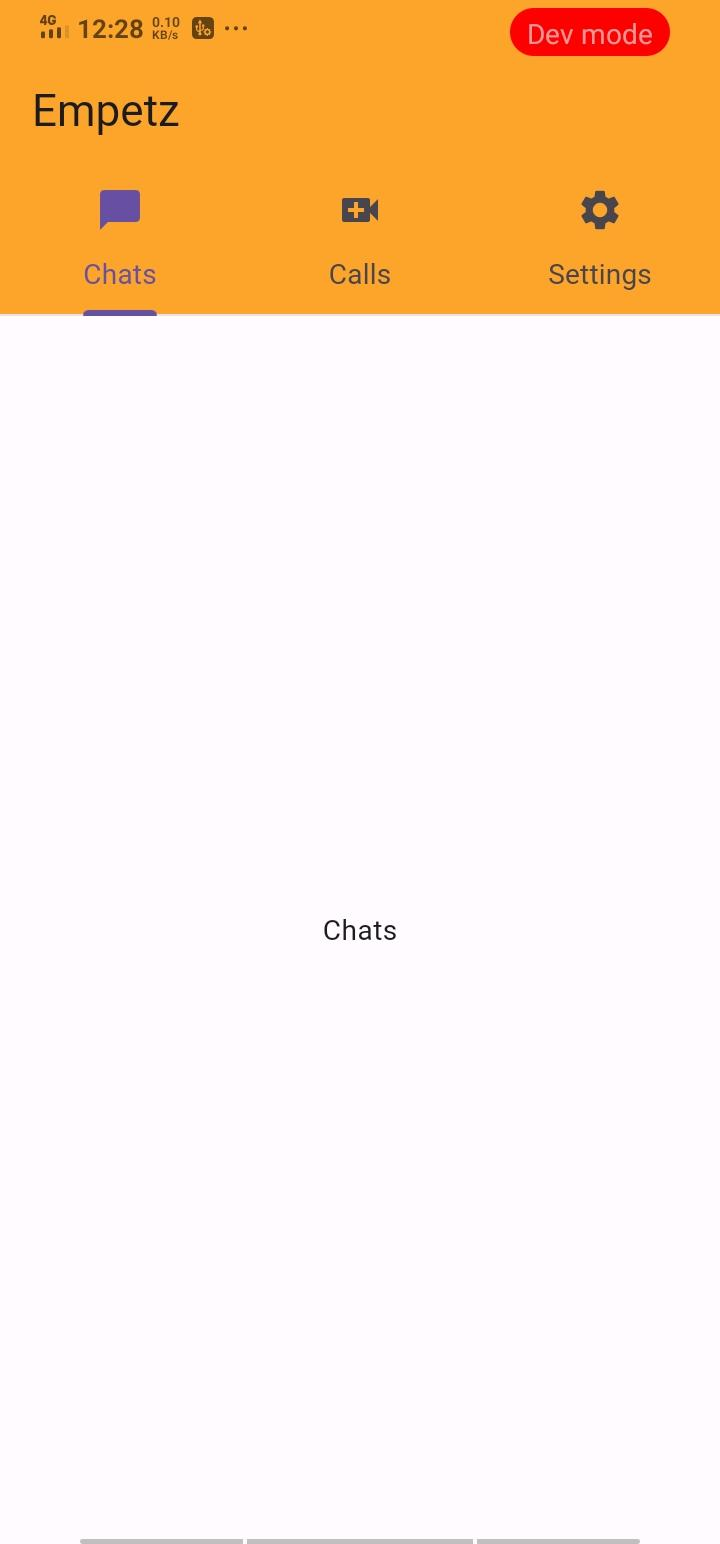 4G 12:28 0.10 KB/s ... Dev mode
Empetz
Chats Calls Settings
Chats